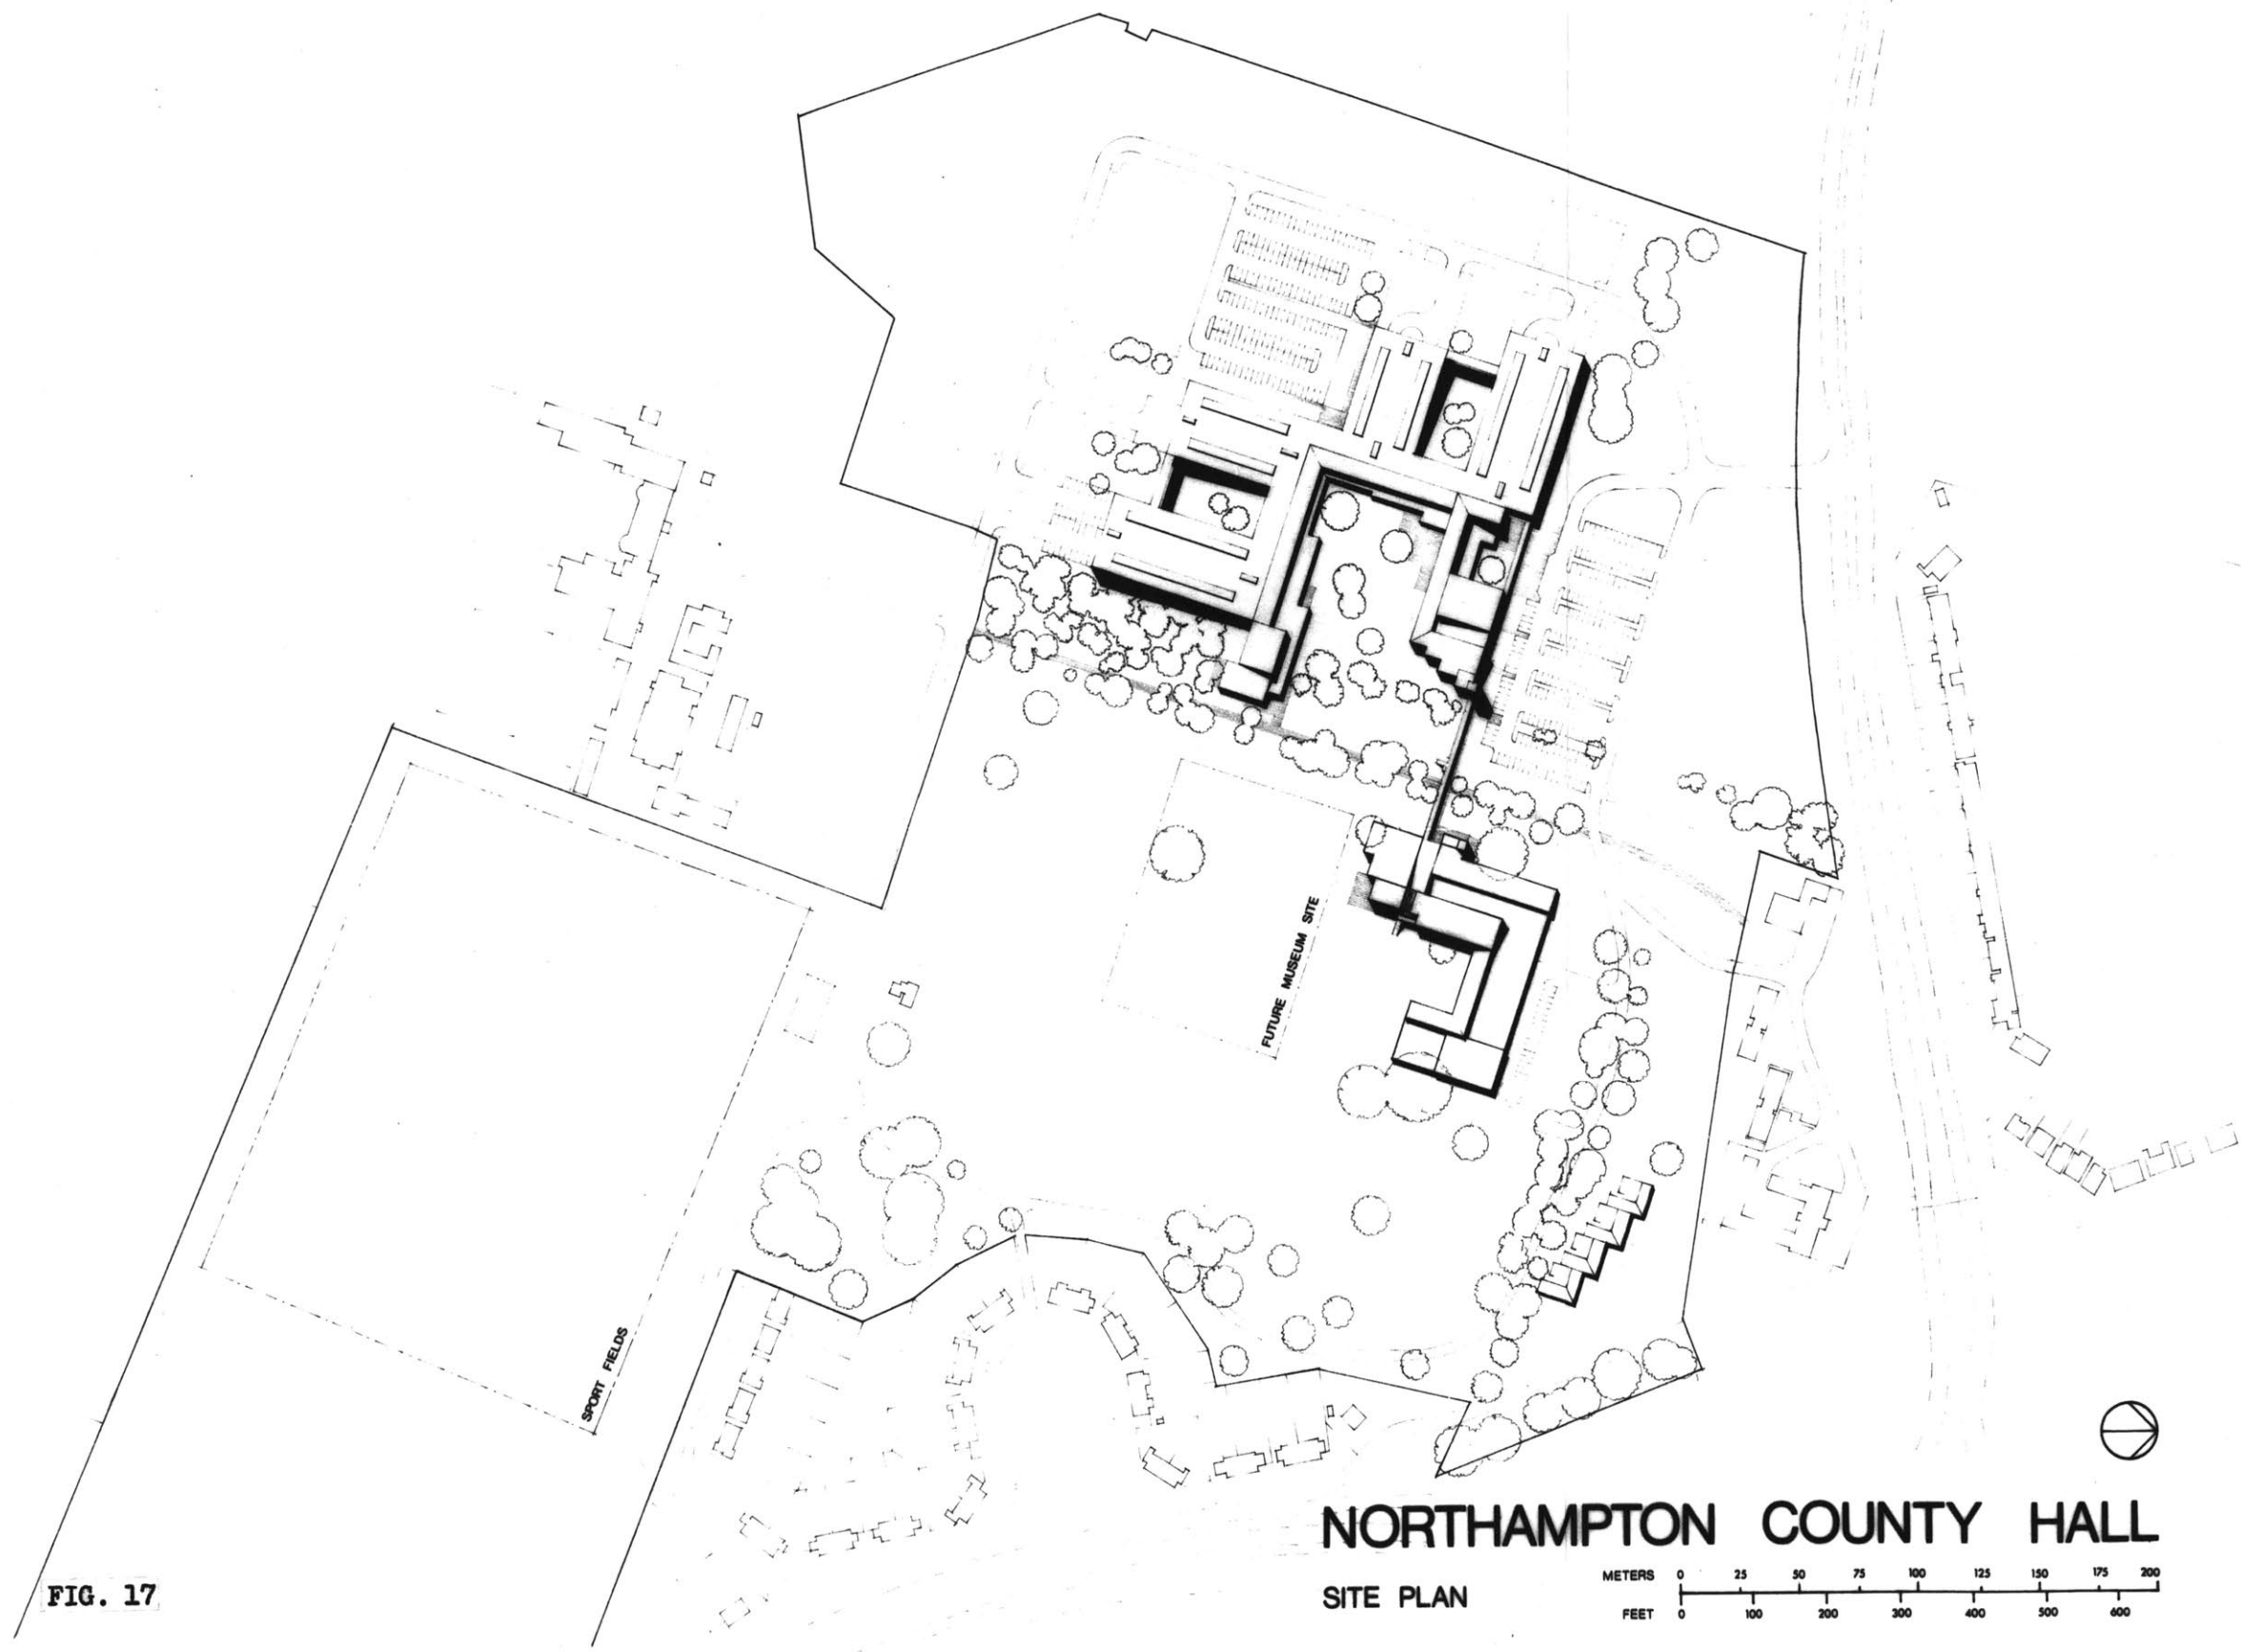 FUTURE MUSEUM SITE
SPORT FIELDS
NORTHAMPTON COUNTY HALL
SITE PLAN
METERS 0 25 50 75 100 125 150 175 200
FEET 0 100 200 300 400 500 600
FIG. 17